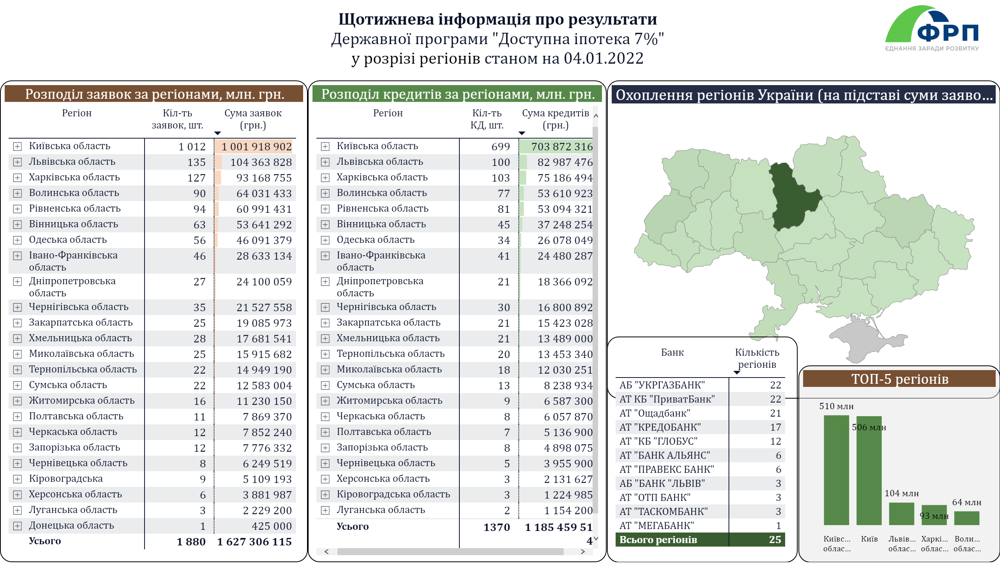 Щотижнева інформація про результати
Державної програми "Доступна іпотека 7%"
у розрізі регіонів станом на 04.01.2022
ФРП
ЄДНАННЯ ЗАРАДИ РОЗВИТКУ
Розподіл заявок за регіонами, млн. грн.
Регіон Кіл-ть Сума заявок
заявок, шт. (грн.)
Київська область 1 012 1 001 918 902
Львівська область 135 104 363 828
Харківська область 127 93 168 755
Волинська область 90 64 031 433
Рівненська область 94 60 991 431
Вінницька область 63 53 641 292
Одеська область 56 46 091 379
Івано-Франківська 46 28 633 134
область
Дніпропетровська 27 24 100 059
область
Чернігівська область 35 21 527 558
Закарпатська область 25 19 085 973
Хмельницька область 28 17 681 541
Миколаївська область 25 15 915 682
Тернопільська область 22 14 949 190
Сумська область 22 12 583 004
Житомирська область 16 11 230 150
Полтавська область 11 7 869 370
Черкаська область 12 7 852 240
Запорізька область 12 7 776 332
Чернівецька область 8 6 249 519
Кіровоградська 9 5 109 193
Херсонська область 6 3 881 987
Луганська область 3 2 229 200
Донецька область 1 425 000
Усього 1 880 1 627 306 115
Розподіл кредитів за регіонами, млн. грн.
Регіон Кіл-ть Сума кредитів
КД, шт. (грн.)
Київська область 699 703 872 316
Львівська область 100 82 987 476
Харківська область 103 75 186 494
Волинська область 77 53 610 923
Рівненська область 81 53 094 321
Вінницька область 45 37 248 254
Одеська область 34 26 078 049
Івано-Франківська 41 24 480 287
область
Дніпропетровська 21 18 366 092
область
Чернігівська область 30 16 800 892
Закарпатська область 21 15 423 028
Хмельницька область 21 13 489 000
Тернопільська область 20 13 453 340
Миколаївська область 18 12 030 251
Сумська область 13 8 238 934
Житомирська область 9 6 587 300
Черкаська область 8 6 057 870
Полтавська область 7 5 136 900
Запорізька область 8 4 898 075
Чернівецька область 5 3 955 900
Херсонська область 3 2 131 627
Кіровоградська область 3 1 224 985
Луганська область 2 1 154 200
Усього 1370 1 185 459 51
4
Охоплення регіонів України (на підставі суми заяво...
Банк Кількість
регіонів
АБ "УКРГАЗБАНК" 22
АТ КБ "ПриватБанк" 22
АТ "Ощадбанк" 21
АТ "КРЕДОБАНК" 17
АТ "КБ "ГЛОБУС" 12
АТ "БАНК АЛЬЯНС" 6
АТ "ПРАВЕКС БАНК" 6
АБ "БАНК "ЛЬВІВ" 3
АТ "ОТП БАНК" 3
АТ "ТАСКОМБАНК" 3
АТ "МЕГАБАНК" 1
Всього регіонів 25
ТОП-5 регіонів
510 млн
506 млн
104 млн
93 млн
64 млн
Київс... Київ Львів... Харкі... Воли...
облас... облас... облас... облас...